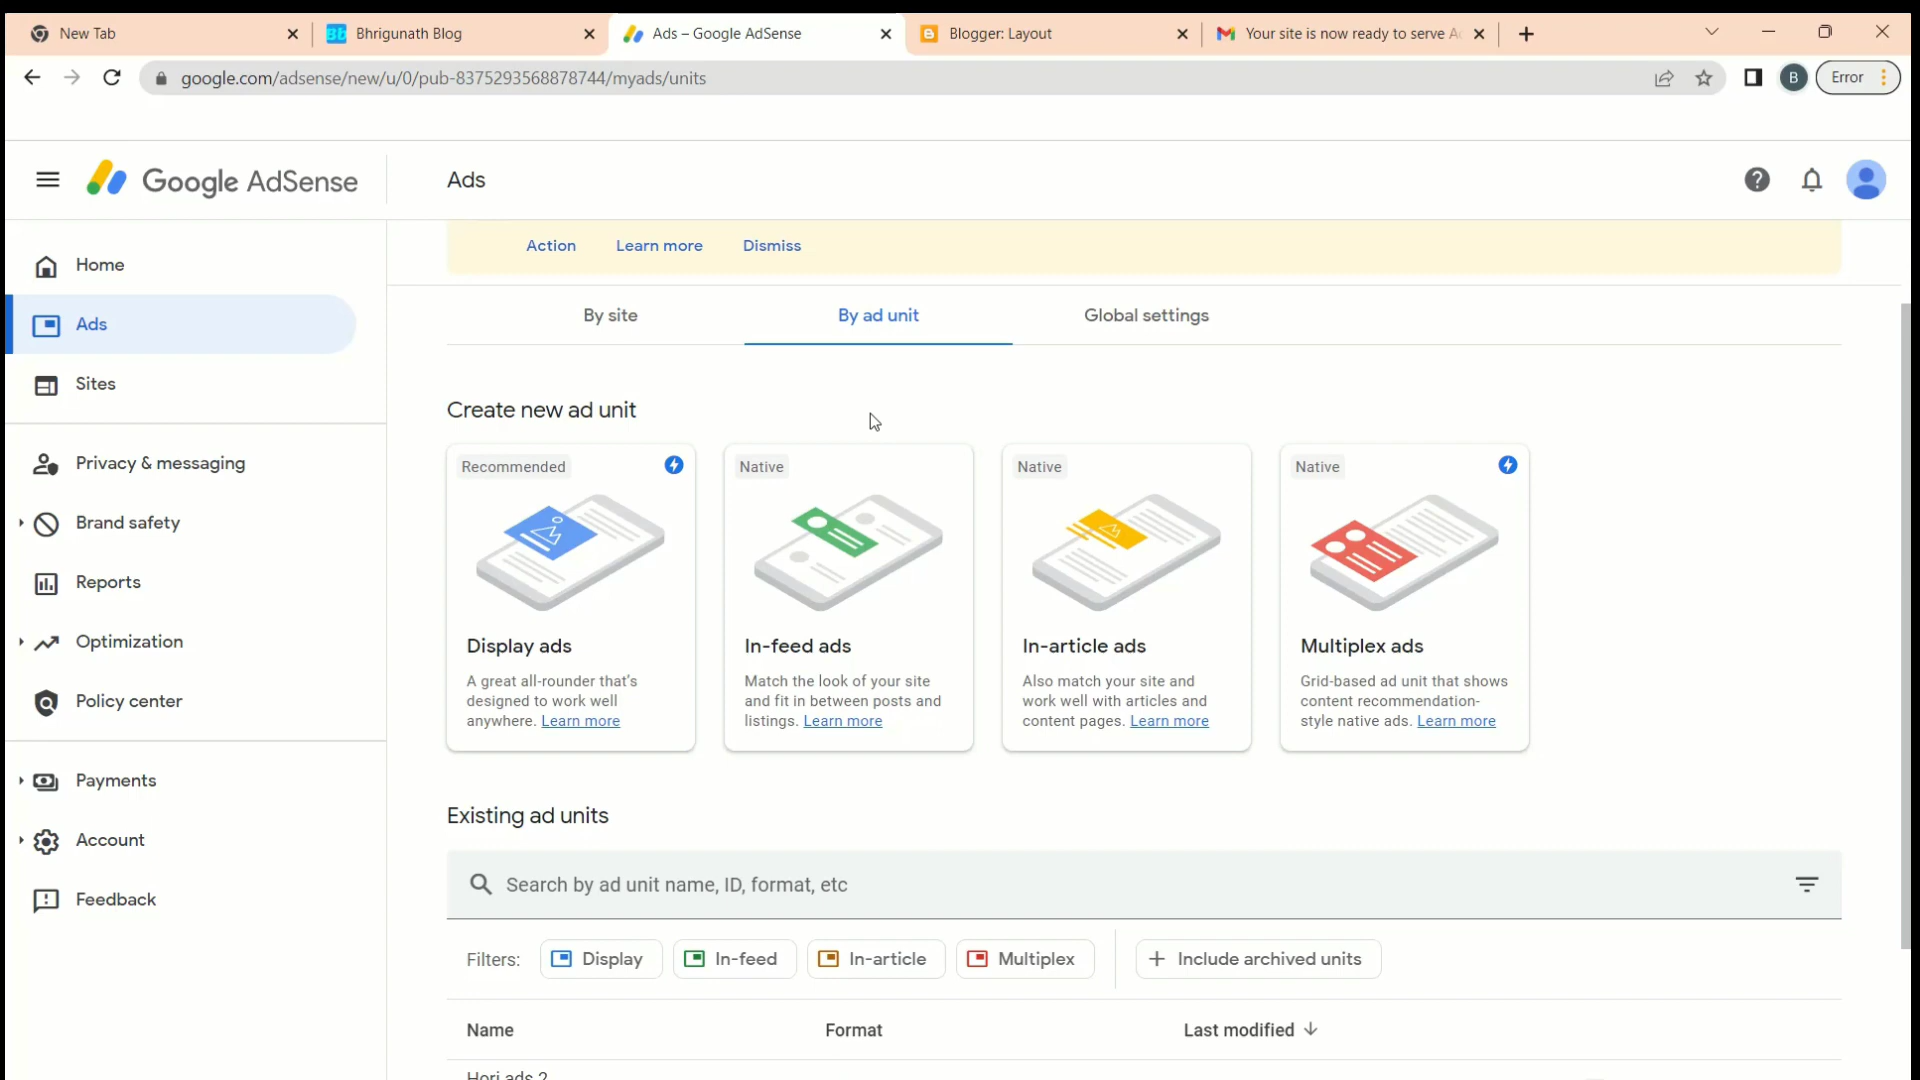 New Tab
Bhrigunath Blog
Ads – Google AdSense
Blogger: Layout
Your site is now ready to serve A
google.com/adsense/new/u/0/pub-8375293568878744/myads/units
B
Error
Google AdSense
Ads
Action
Learn more
Dismiss
Home
Ads
Sites
Privacy & messaging
Brand safety
Reports
Optimization
Policy center
Payments
Account
Feedback
By site
By ad unit
Global settings
Create new ad unit
Recommended
Display ads
A great all-rounder that's
designed to work well
anywhere. Learn more
Native
In-feed ads
Match the look of your site
and fit in between posts and
listings. Learn more
Native
In-article ads
Also match your site and
work well with articles and
content pages. Learn more
Native
Multiplex ads
Grid-based ad unit that shows
content recommendation-
style native ads. Learn more
Existing ad units
Search by ad unit name, ID, format, etc
Filters:
Display
In-feed
In-article
Multiplex
Include archived units
Name
Format
Last modified
Hori ads 2